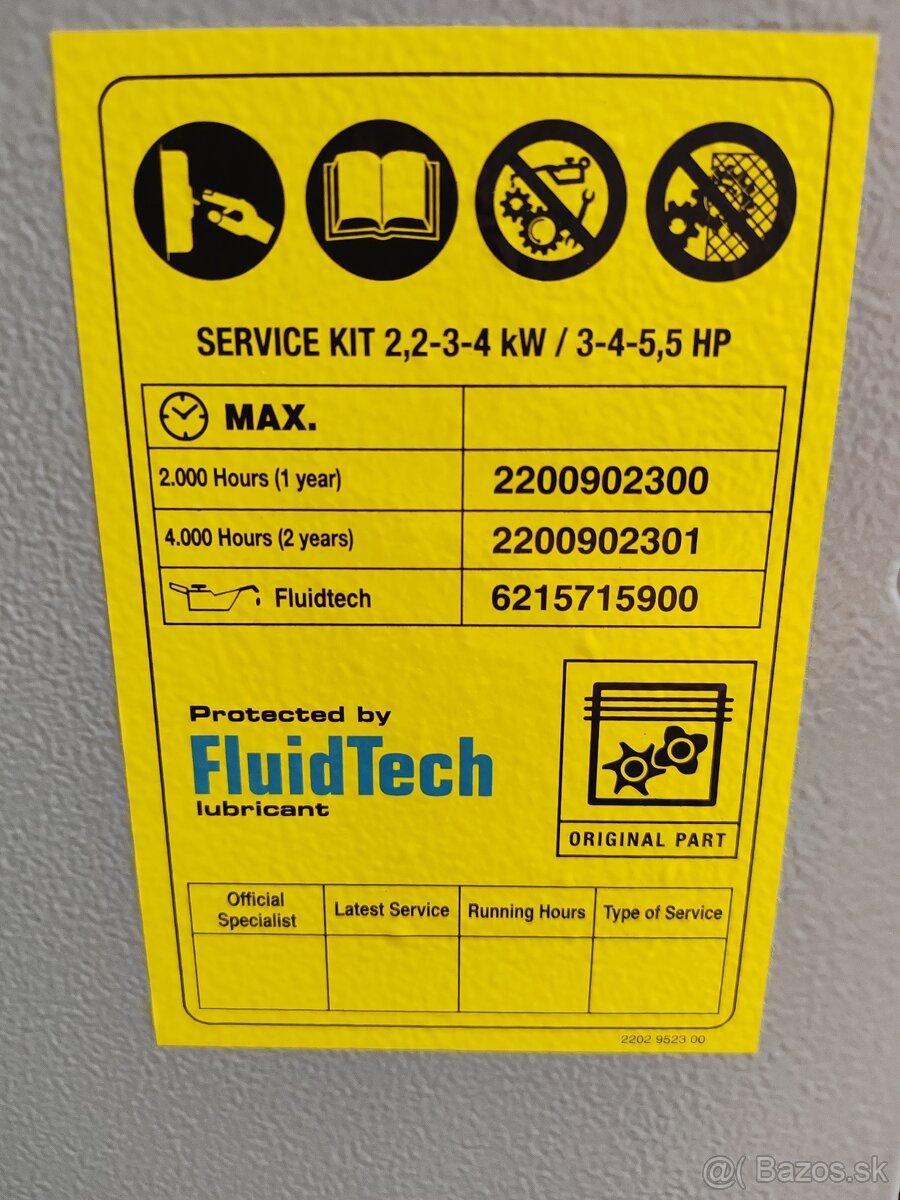 SERVICE KIT 2,2-3-4 kW / 3-4-5,5 HP
MAX.
2.000 Hours (1 year) 2200902300
4.000 Hours (2 years) 2200902301
Fluidtech 6215715900
Protected by
FluidTech
lubricant
ORIGINAL PART
Official Specialist Latest Service Running Hours Type of Service
2202 9523 00
@( Bazos.sk